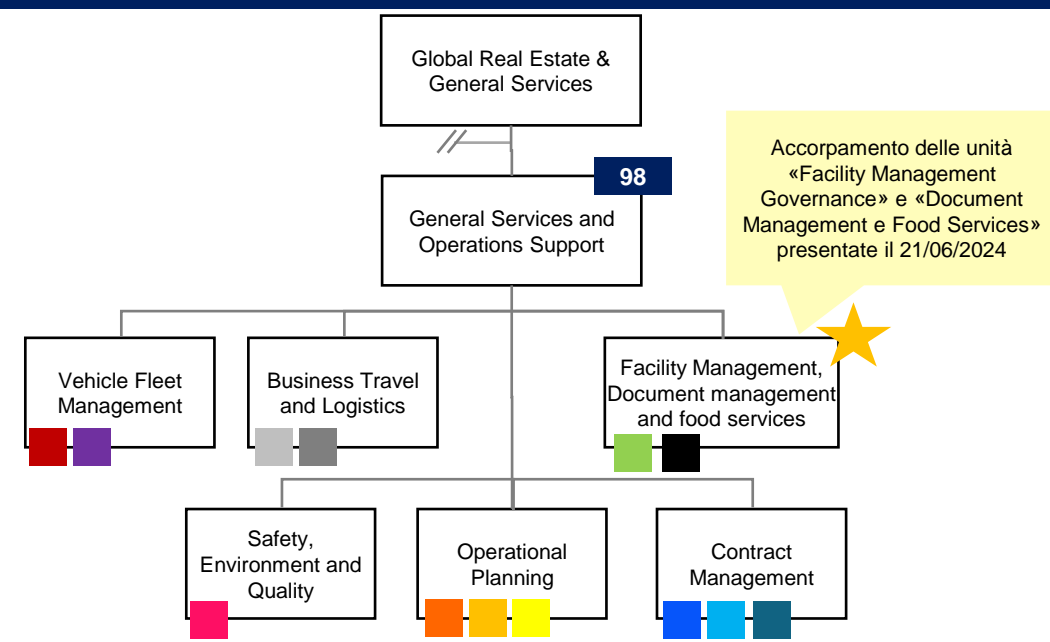 Global Real Estate &
General Services
98
General Services and
Operations Support
Accorpamento delle unità
«Facility Management
Governance» e «Document
Management e Food Services»
presentate il 21/06/2024
Vehicle Fleet
Management
Business Travel
and Logistics
Facility Management,
Document management
and food services
Safety,
Environment and
Quality
Operational
Planning
Contract
Management